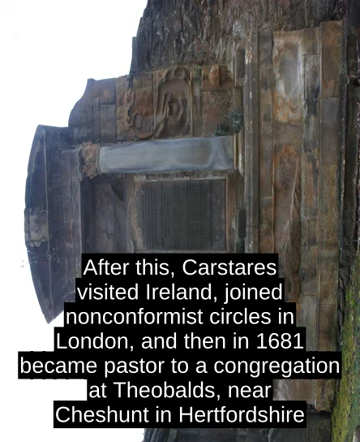 After this, Carstares
visited Ireland, joined
nonconformist circles in
London, and then in 1681
became pastor to a congregation
at Theobalds, near
Cheshunt in Hertfordshire